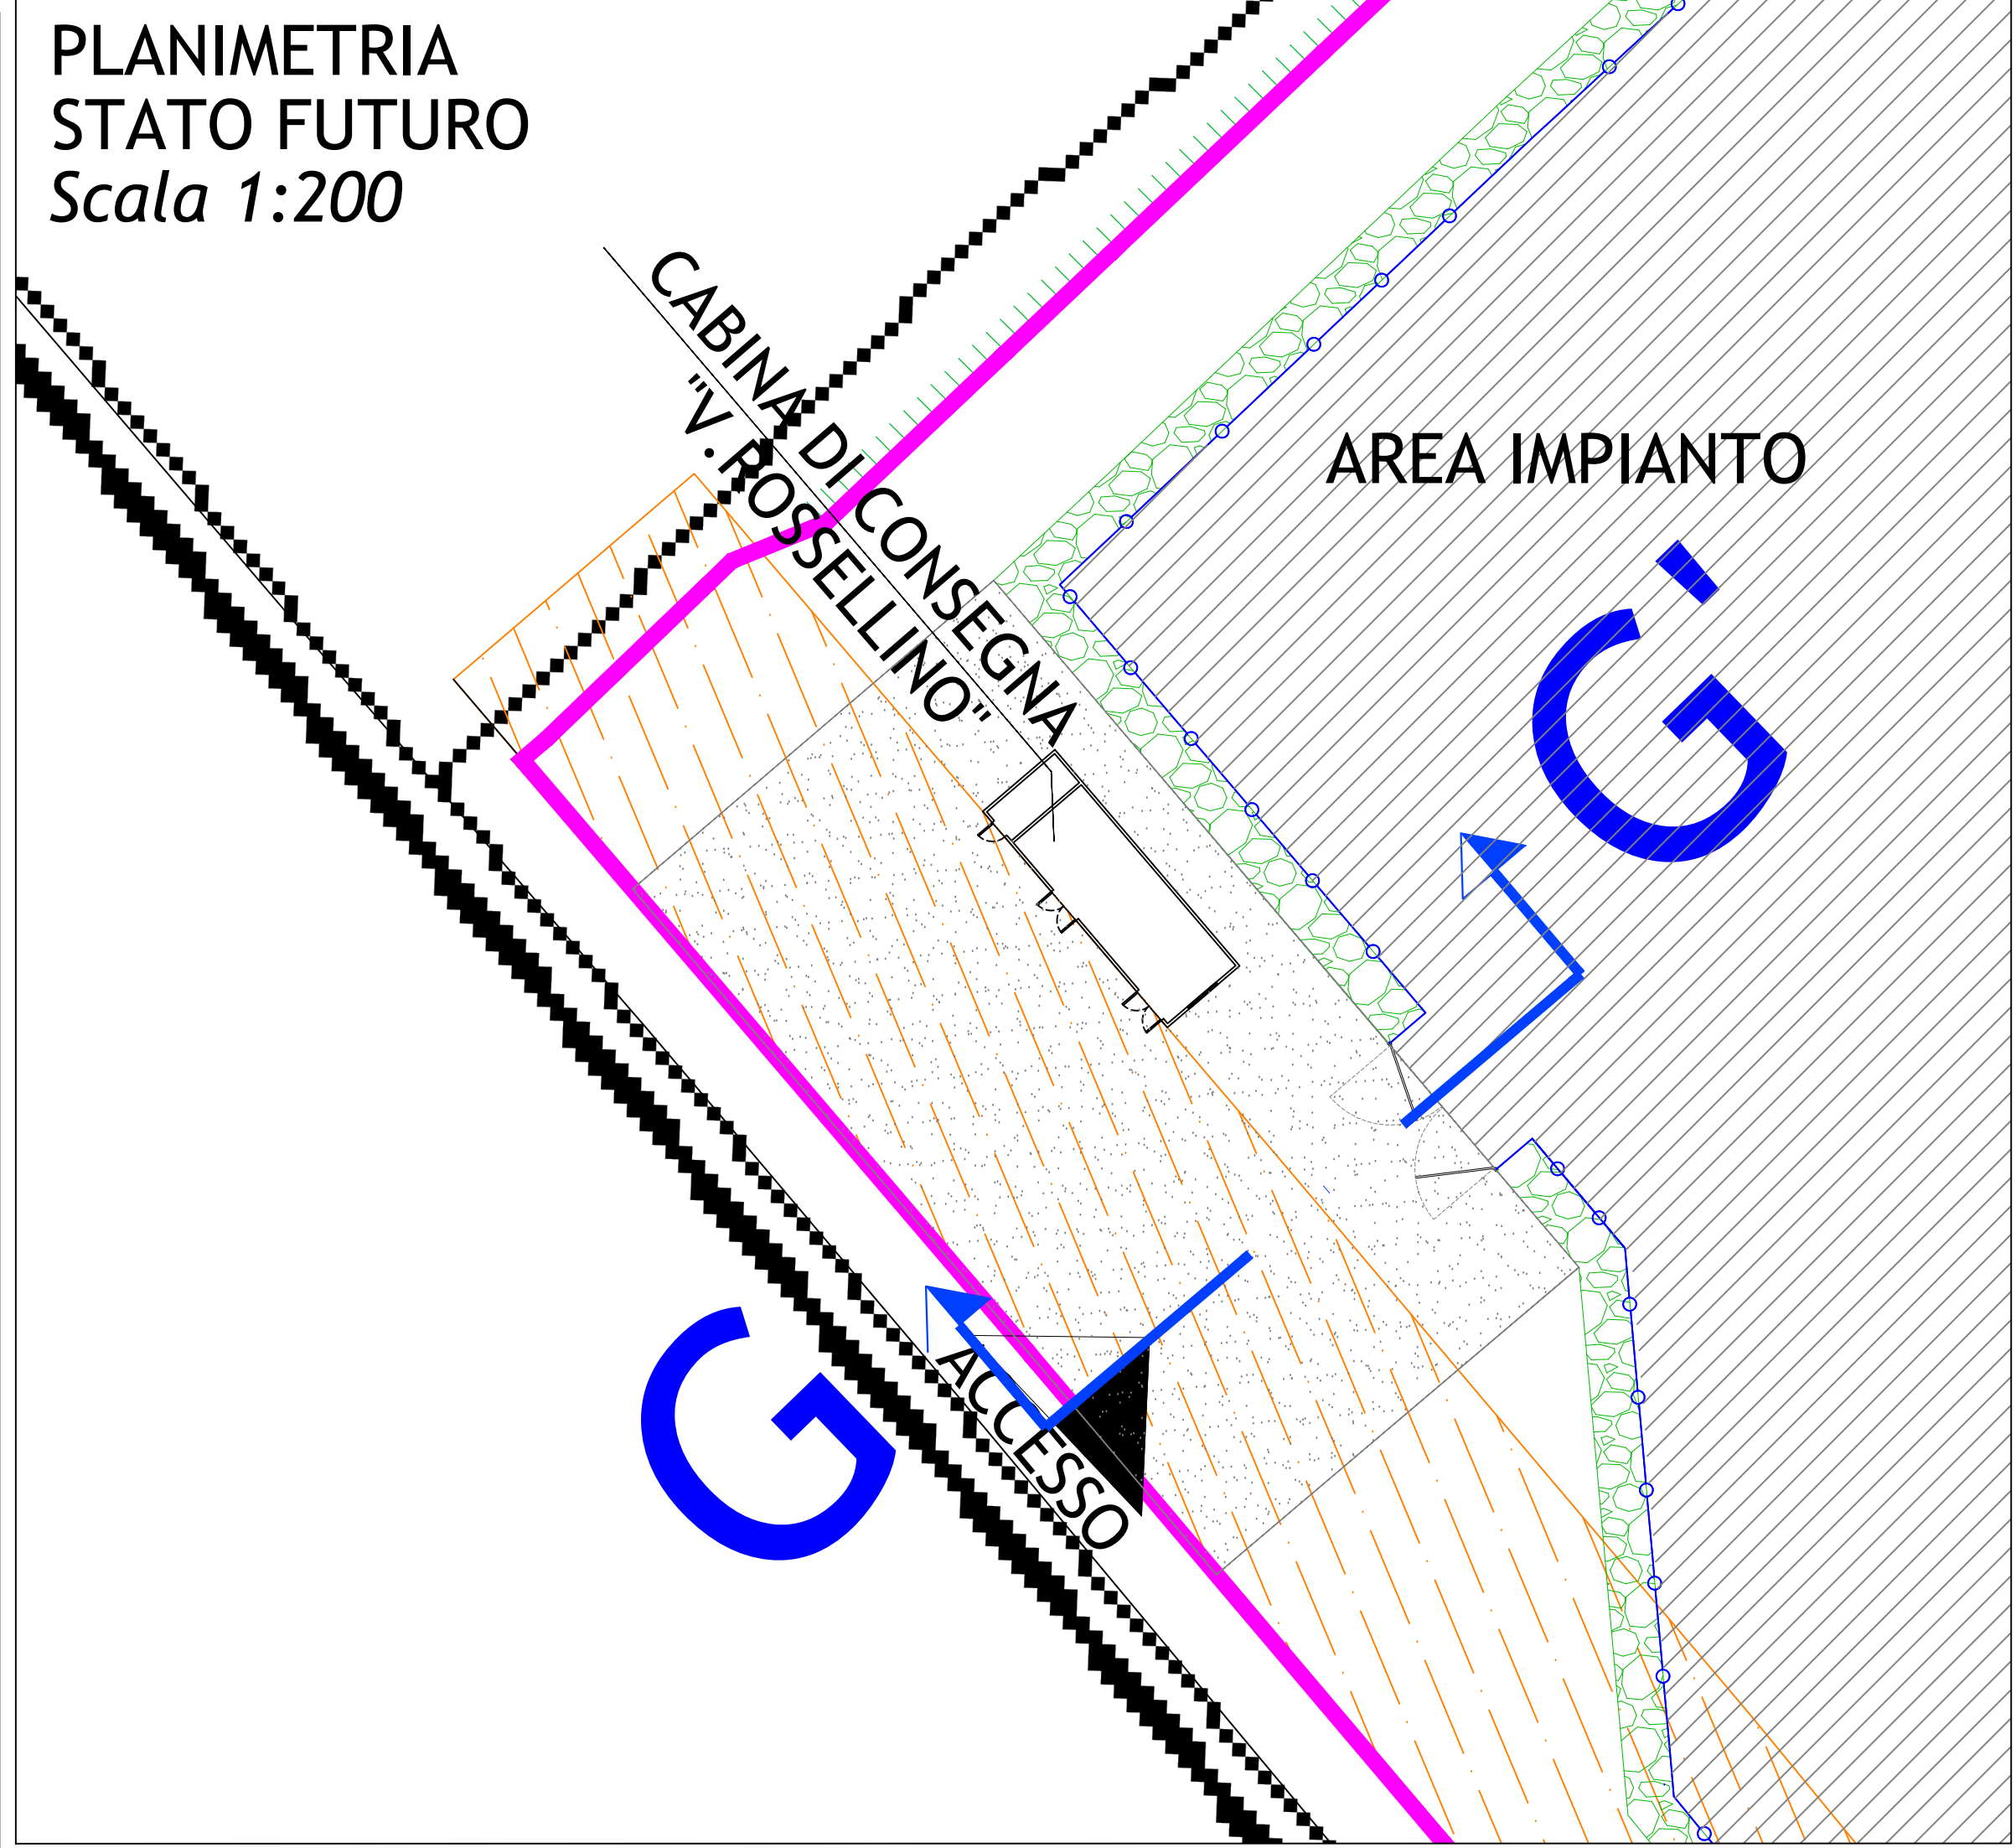 PLANIMETRIA
STATO FUTURO
Scala 1:200
CABINA DI CONSEGNA
"V.ROSSELLINO"
AREA IMPIANTO
G'
G
ACCESSO